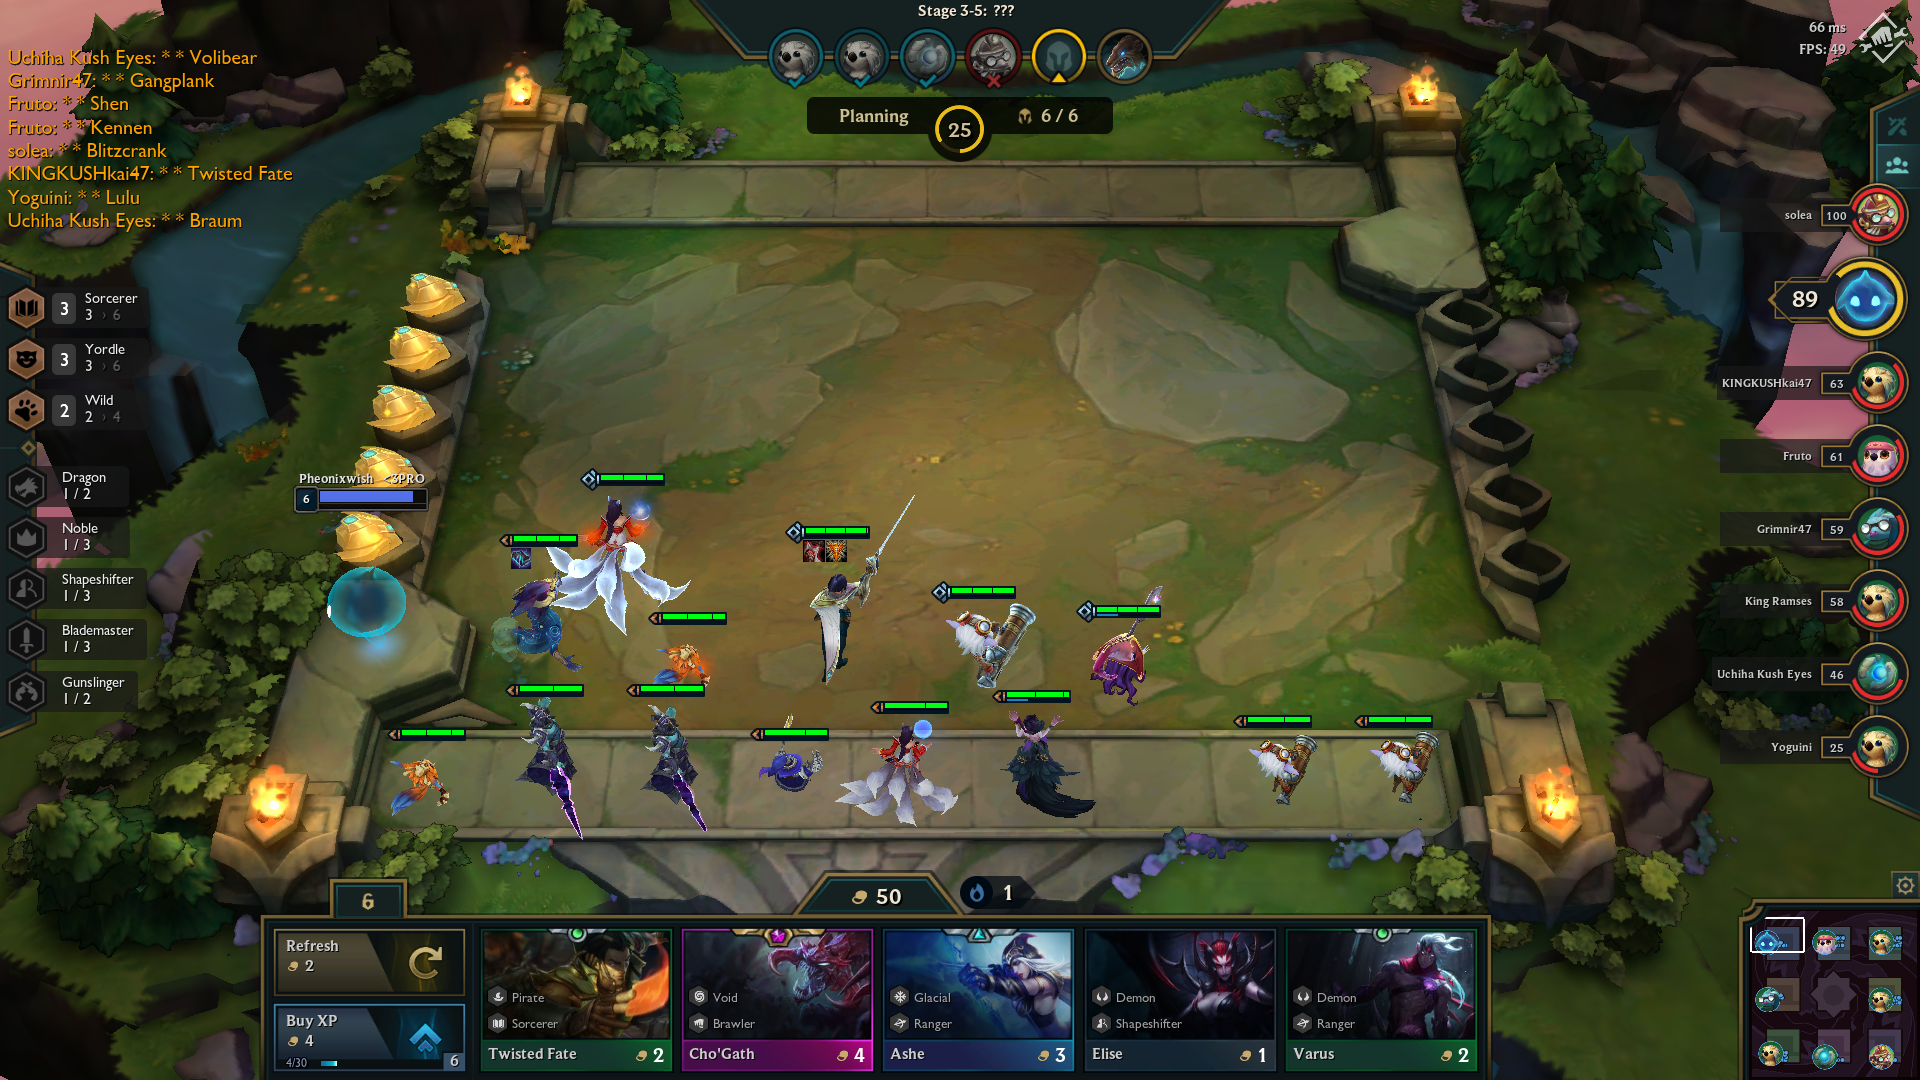 Stage 3-5: ???
66 ms
FPS: 49
Uchiha Kush Eyes: * * Volibear
Grimnir47: * * Gangplank
Fruto: * * Shen
Fruto: * * Kennen
solea: * * Blitzcrank
KINGKUSHkai47: * * Twisted Fate
Yoguini: * * Lulu
Uchiha Kush Eyes: * * Braum
Planning
25
6 / 6
solea 100
89
KINGKUSHkai47 63
Fruto 61
Grimnir47 59
King Ramses 58
Uchiha Kush Eyes 46
Yoguini 25
3 Sorcerer
3 › 6
3 Yordle
3 › 6
2 Wild
2 › 4
Dragon
1 / 2
Noble
1 / 3
Shapeshifter
1 / 3
Blademaster
1 / 3
Gunslinger
1 / 2
Pheonixwish <3PRO
6
6
50
1
Refresh
2
Buy XP
4
4/30
6
Pirate
Sorcerer
Twisted Fate 2
Void
Brawler
Cho'Gath 4
Glacial
Ranger
Ashe 3
Demon
Shapeshifter
Elise 1
Demon
Ranger
Varus 2